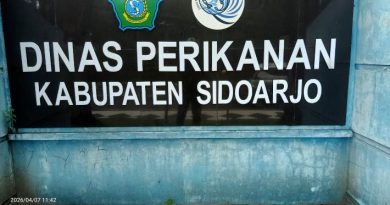 DINAS PERIKANAN
KABUPATEN SIDOARJO
2026/04/07 11:42